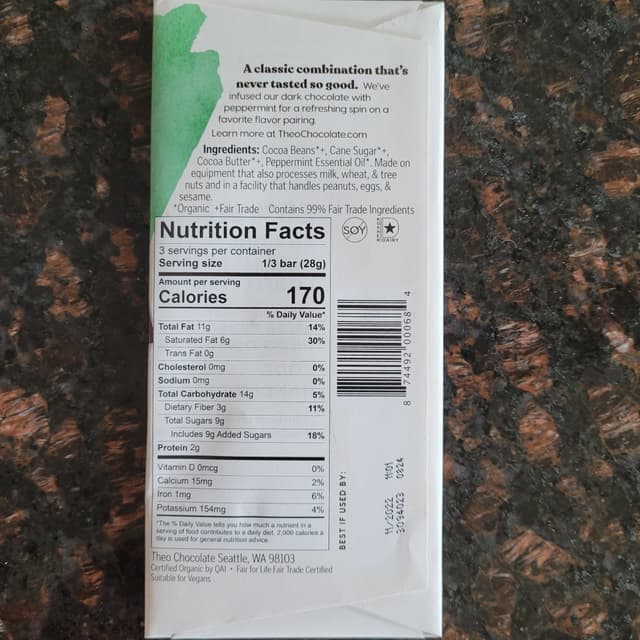 A classic combination that's
never tasted so good. We've
infused our dark chocolate with
peppermint for a refreshing spin on a
favorite flavor pairing.
Learn more at TheoChocolate.com
Ingredients: Cocoa Beans*+, Cane Sugar*+,
Cocoa Butter*+, Peppermint Essential Oil*. Made on
equipment that also processes milk, wheat, & tree
nuts and in a facility that handles peanuts, eggs, &
sesame.
*Organic +Fair Trade Contains 99% Fair Trade Ingredients
Nutrition Facts
3 servings per container
Serving size 1/3 bar (28g)
Amount per serving
Calories 170
% Daily Value*
Total Fat 11g 14%
Saturated Fat 6g 30%
Trans Fat 0g
Cholesterol 0mg 0%
Sodium 0mg 0%
Total Carbohydrate 14g 5%
Dietary Fiber 3g 11%
Total Sugars 9g
Includes 9g Added Sugars 18%
Protein 2g
Vitamin D 0mcg 0%
Calcium 15mg 2%
Iron 1mg 6%
Potassium 154mg 4%
*The % Daily Value tells you how much a nutrient in a
serving of food contributes to a daily diet. 2,000 calories a
day is used for general nutrition advice.
SOY
DAIRY
8 74492 00068 4
BEST IF USED BY:
11/2022 1101
3094023 0824
Theo Chocolate Seattle, WA 98103
Certified Organic by QAI • Fair for Life Fair Trade Certified
Suitable for Vegans